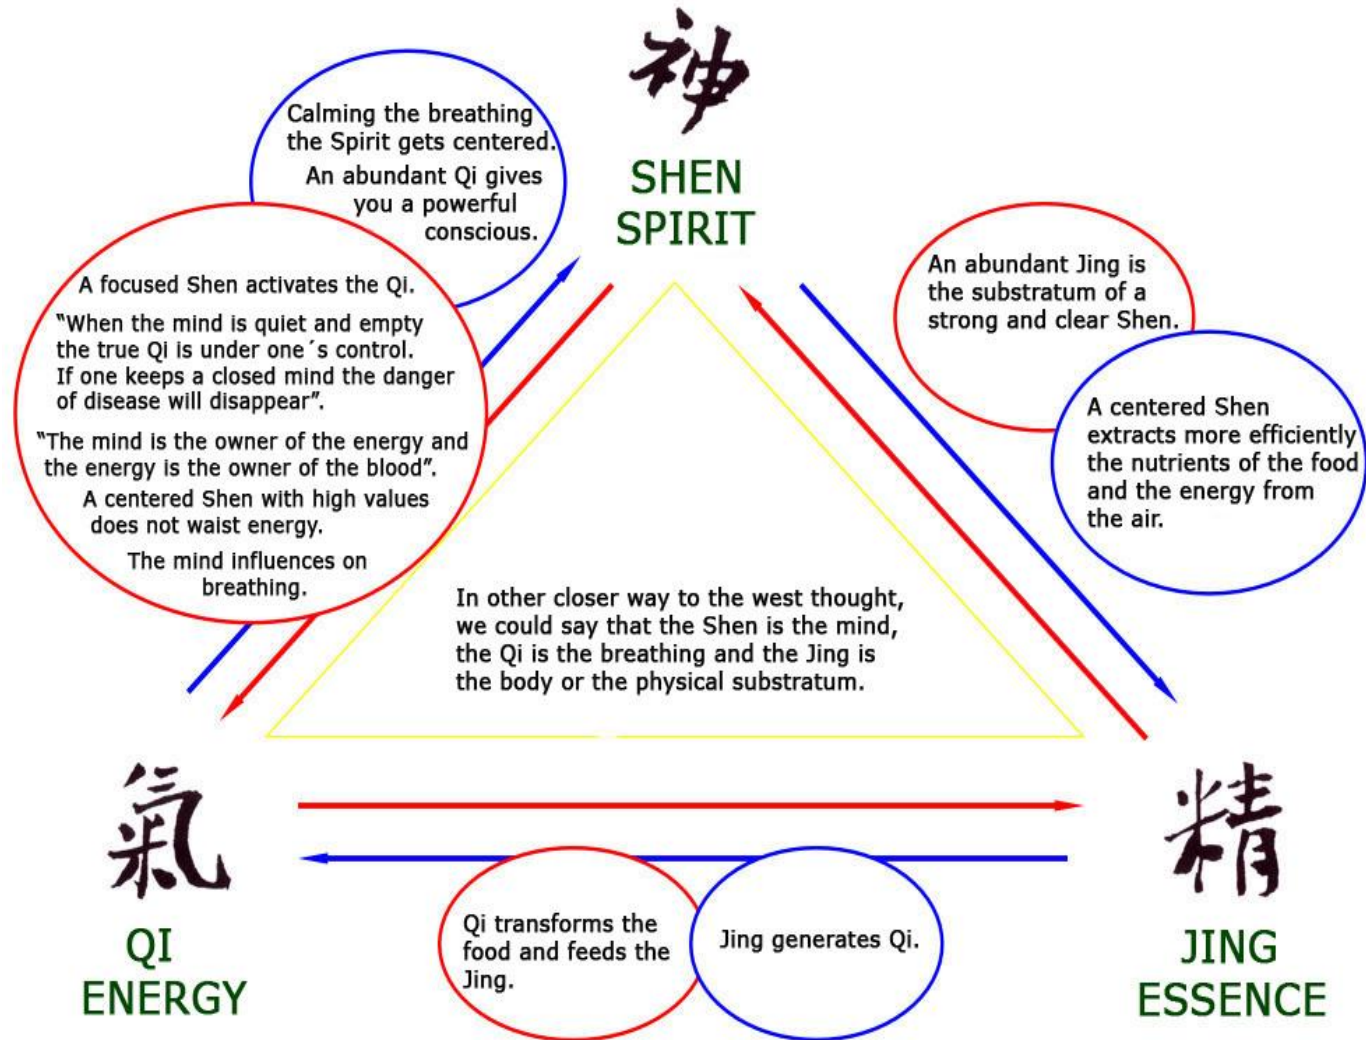 神
SHEN
SPIRIT
Calming the breathing
the Spirit gets centered.
An abundant Qi gives
you a powerful
conscious.
A focused Shen activates the Qi.
“When the mind is quiet and empty
the true Qi is under one´s control.
If one keeps a closed mind the danger
of disease will disappear”.
“The mind is the owner of the energy and
the energy is the owner of the blood”.
A centered Shen with high values
does not waist energy.
The mind influences on
breathing.
An abundant Jing is
the substratum of a
strong and clear Shen.
A centered Shen
extracts more efficiently
the nutrients of the food
and the energy from
the air.
In other closer way to the west thought,
we could say that the Shen is the mind,
the Qi is the breathing and the Jing is
the body or the physical substratum.
氣
QI
ENERGY
Qi transforms the
food and feeds the
Jing.
Jing generates Qi.
精
JING
ESSENCE